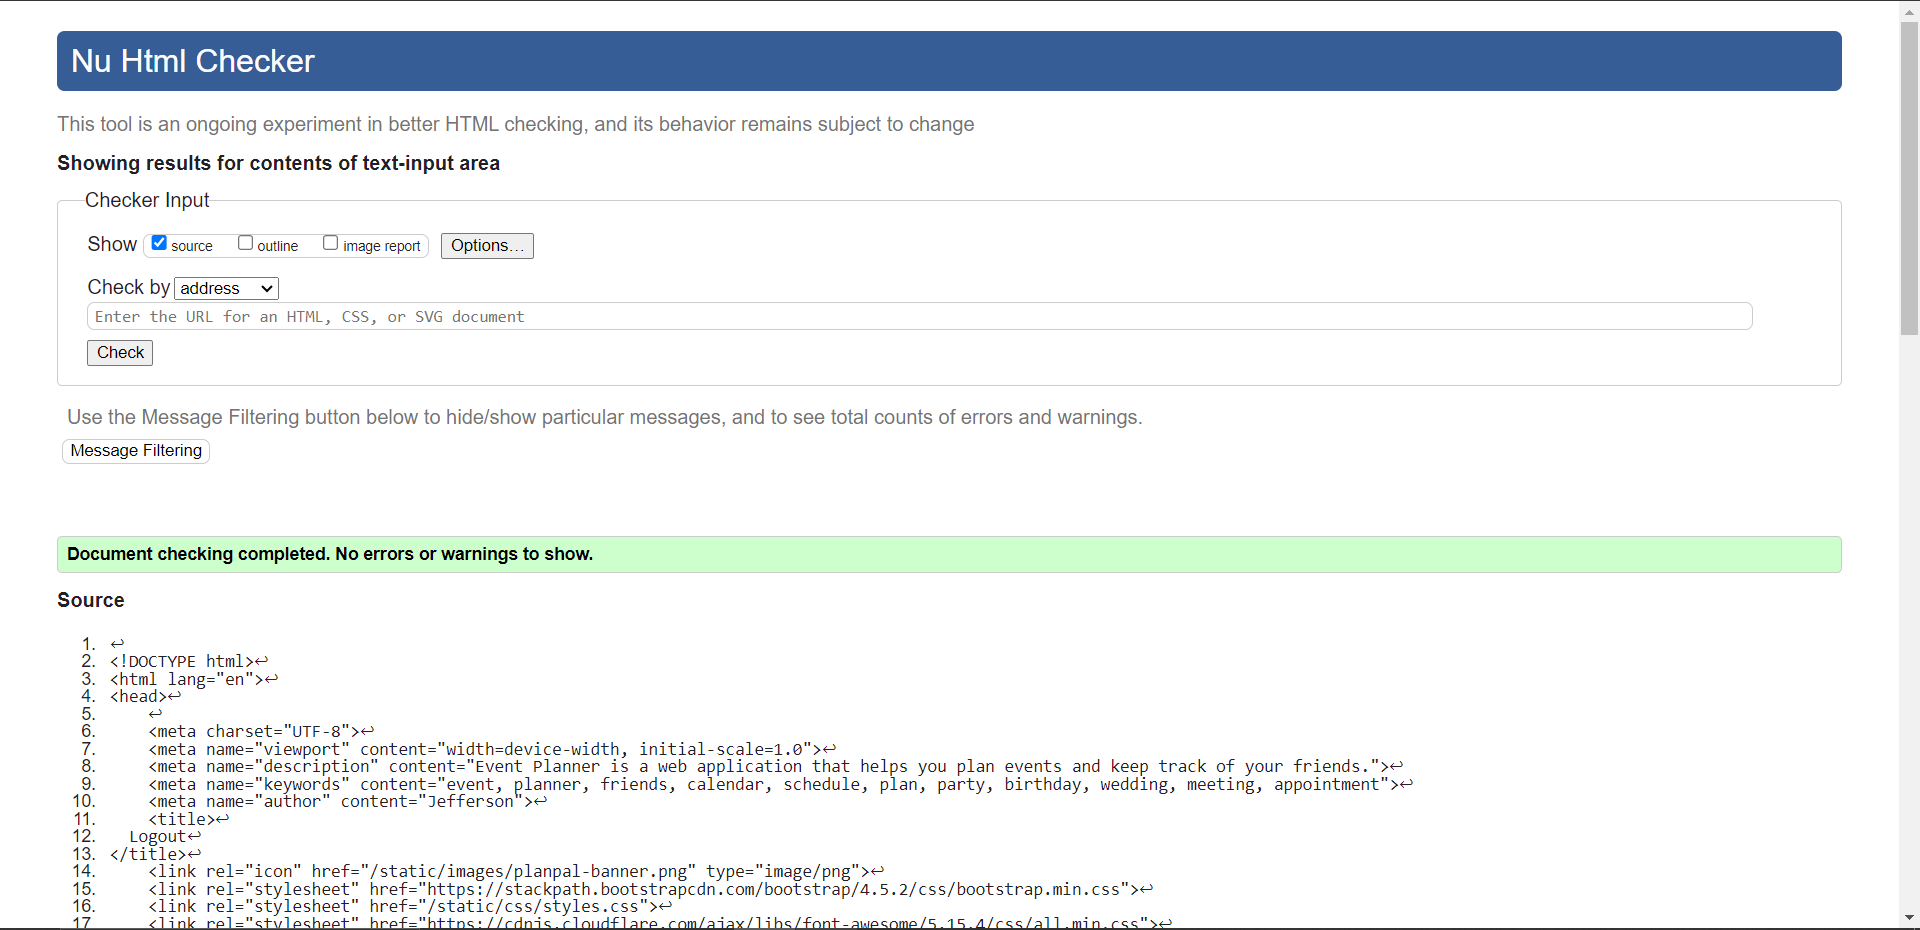 Nu Html Checker
This tool is an ongoing experiment in better HTML checking, and its behavior remains subject to change
Showing results for contents of text-input area
Checker Input
Show source outline image report Options...
Check by address
Enter the URL for an HTML, CSS, or SVG document
Check
Use the Message Filtering button below to hide/show particular messages, and to see total counts of errors and warnings.
Message Filtering
Document checking completed. No errors or warnings to show.
Source
1. ↩
2. <!DOCTYPE html>↩
3. <html lang="en">↩
4. <head>↩
5. ↩
6. <meta charset="UTF-8">↩
7. <meta name="viewport" content="width=device-width, initial-scale=1.0">↩
8. <meta name="description" content="Event Planner is a web application that helps you plan events and keep track of your friends.">↩
9. <meta name="keywords" content="event, planner, friends, calendar, schedule, plan, party, birthday, wedding, meeting, appointment">↩
10. <meta name="author" content="Jefferson">↩
11. <title>↩
12. Logout↩
13. </title>↩
14. <link rel="icon" href="/static/images/planpal-banner.png" type="image/png">↩
15. <link rel="stylesheet" href="https://stackpath.bootstrapcdn.com/bootstrap/4.5.2/css/bootstrap.min.css">↩
16. <link rel="stylesheet" href="/static/css/styles.css">↩
17. <link rel="stylesheet" href="https://cdnjs.cloudflare.com/ajax/libs/font-awesome/5.15.4/css/all.min.css">↩